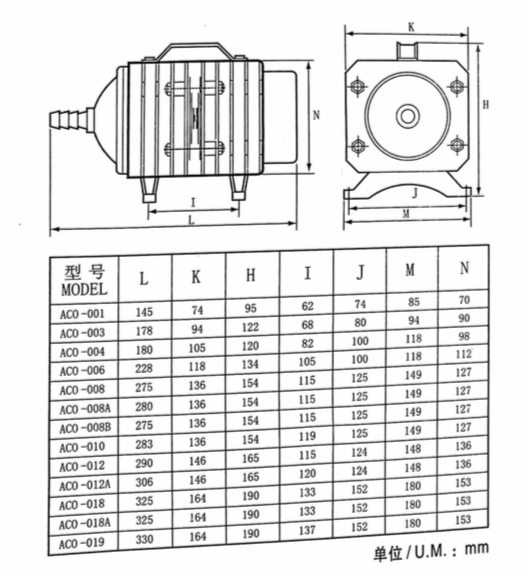 K
N
H
I
L
J
M
型号 MODEL L K H I J M N
ACO-001 145 74 95 62 74 85 70
ACO-003 178 94 122 68 80 94 90
ACO-004 180 105 120 82 100 118 98
ACO-006 228 118 134 105 100 118 112
ACO-008 275 136 154 115 125 149 127
ACO-008A 280 136 154 115 125 149 127
ACO-008B 275 136 154 115 125 149 127
ACO-010 283 136 154 119 125 149 127
ACO-012 290 146 165 115 124 148 136
ACO-012A 306 146 165 120 124 148 136
ACO-018 325 164 190 133 152 180 153
ACO-018A 325 164 190 133 152 180 153
ACO-019 330 164 190 137 152 180 153
单位/U.M.：mm